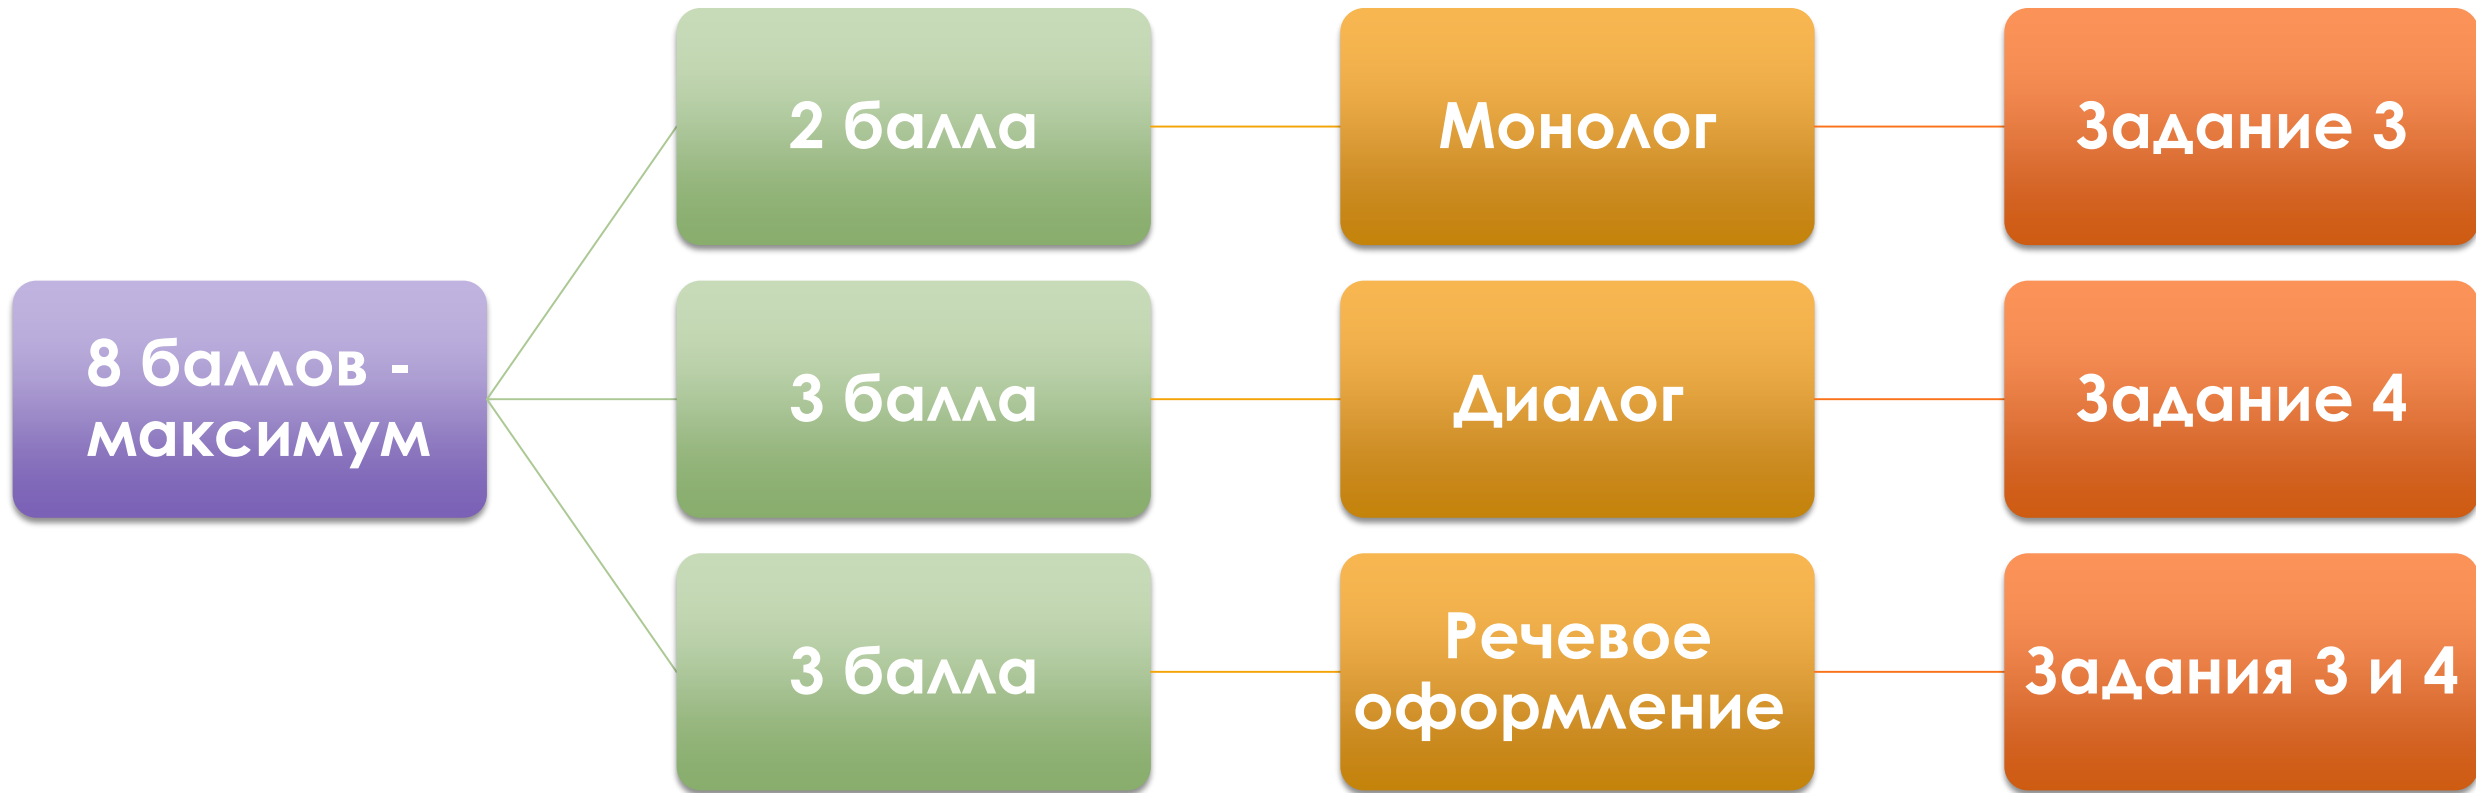 2 балла
Монолог
Задание 3
8 баллов -
максимум
3 балла
Диалог
Задание 4
3 балла
Речевое
оформление
Задания 3 и 4